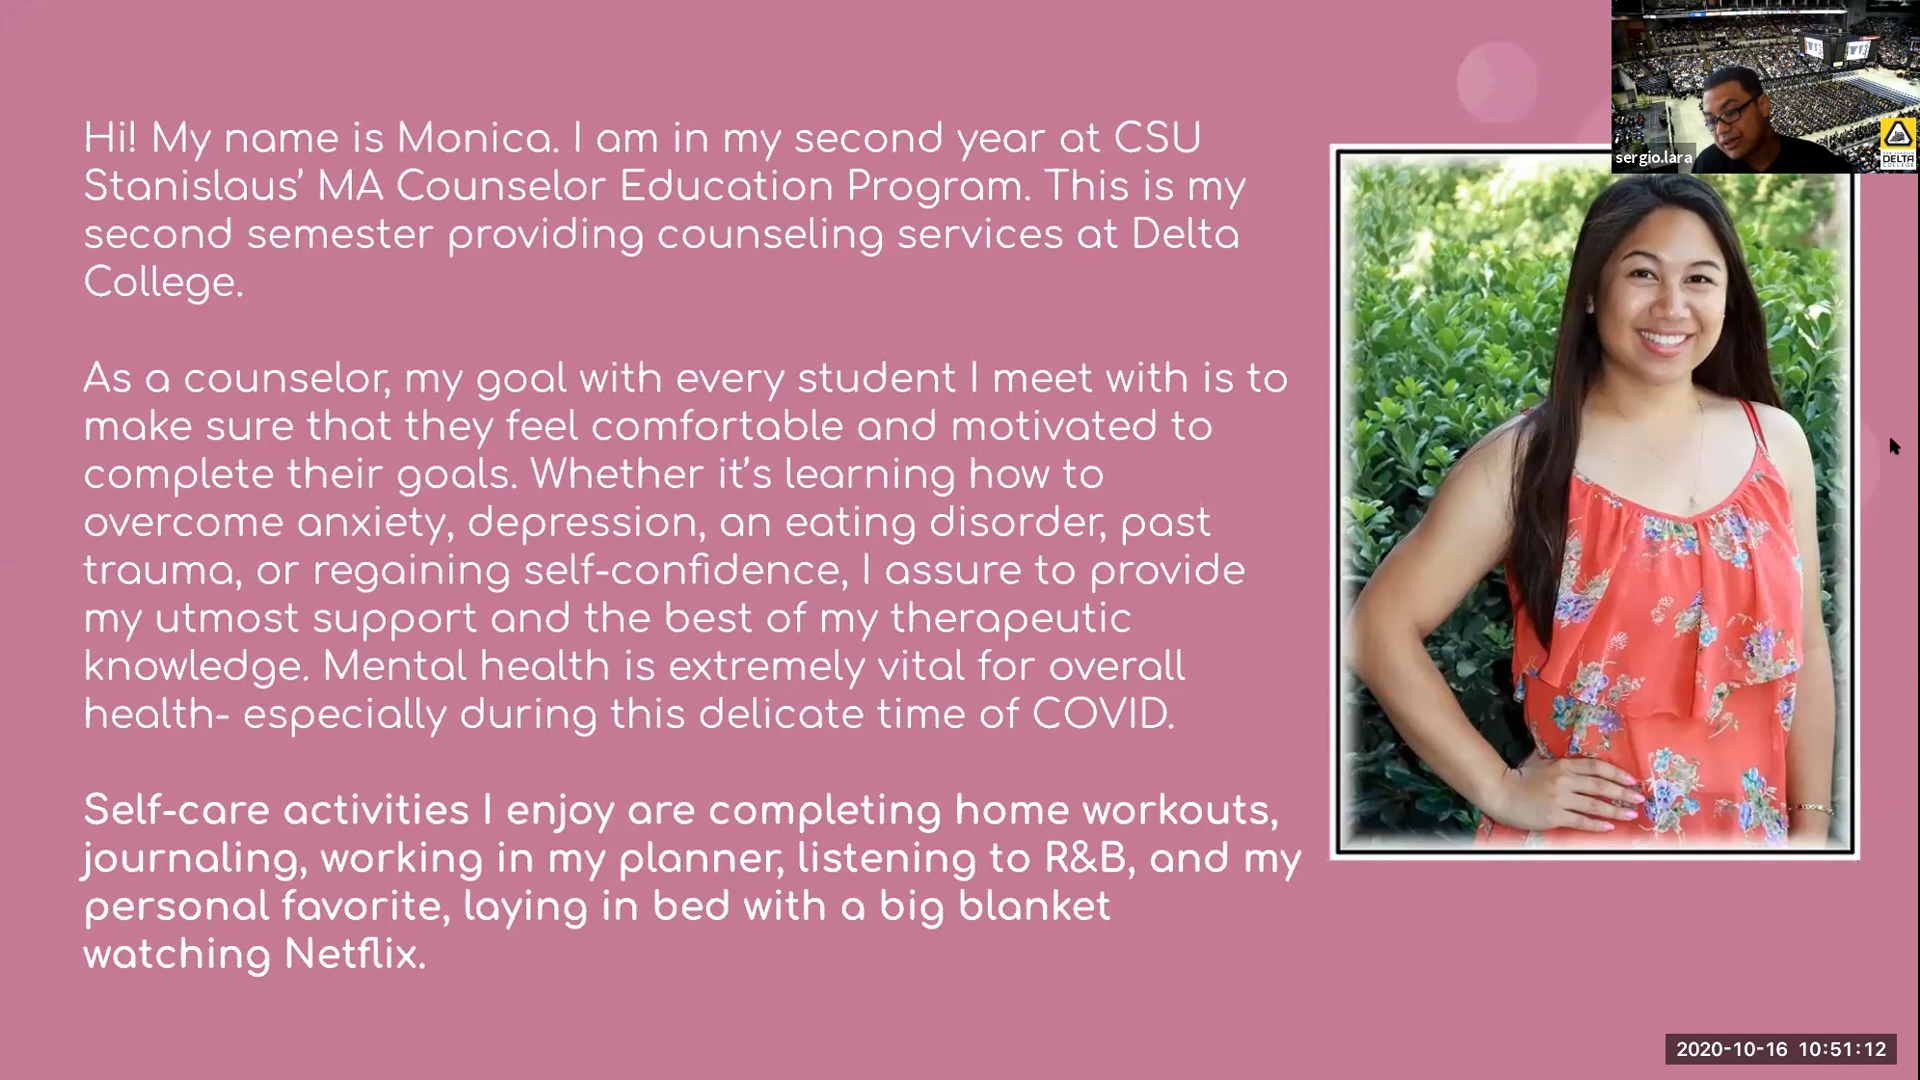 Hi! My name is Monica. I am in my second year at CSU
Stanislaus’ MA Counselor Education Program. This is my
second semester providing counseling services at Delta
College.
As a counselor, my goal with every student I meet with is to
make sure that they feel comfortable and motivated to
complete their goals. Whether it’s learning how to
overcome anxiety, depression, an eating disorder, past
trauma, or regaining self-confidence, I assure to provide
my utmost support and the best of my therapeutic
knowledge. Mental health is extremely vital for overall
health- especially during this delicate time of COVID.
Self-care activities I enjoy are completing home workouts,
journaling, working in my planner, listening to R&B, and my
personal favorite, laying in bed with a big blanket
watching Netflix.
sergio.lara
DELTA
COLLEGE
2020-10-16 10:51:12